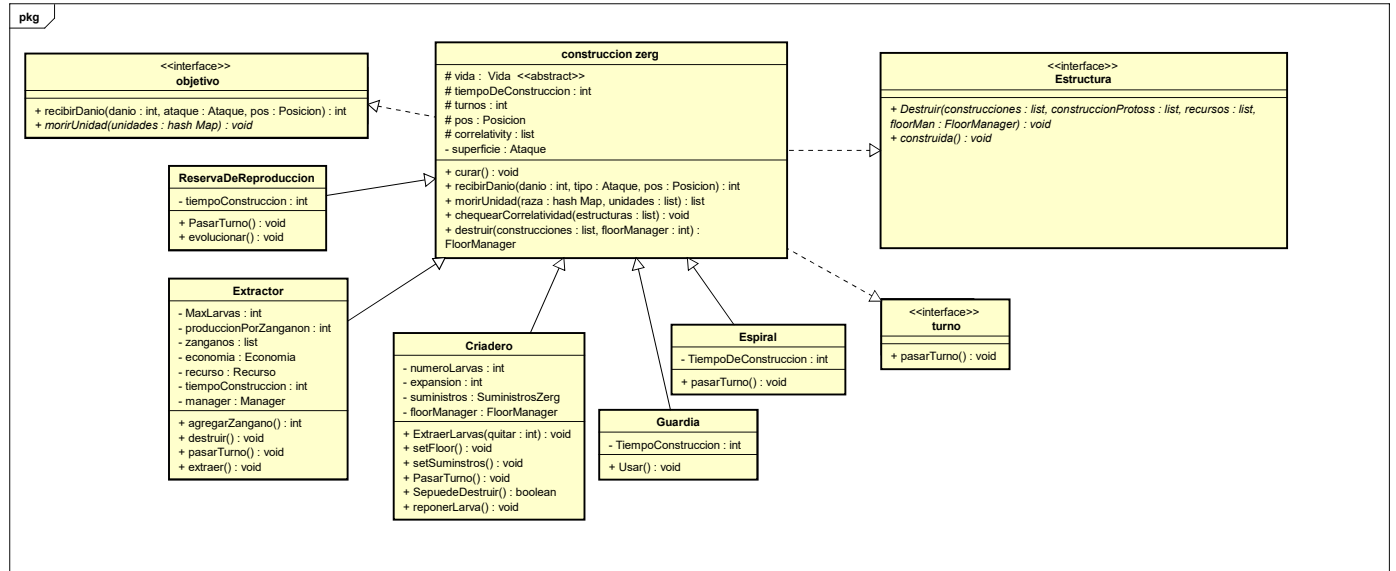 pkg
<<interface>>
objetivo
+ recibirDanio(danio : int, ataque : Ataque, pos : Posicion) : int
+ morirUnidad(unidades : hash Map) : void
construccion zerg
# vida : Vida <<abstract>>
# tiempoDeConstruccion : int
# turnos : int
# pos : Posicion
# correlativity : list
- superficie : Ataque
+ curar() : void
+ recibirDanio(danio : int, tipo : Ataque, pos : Posicion) : int
+ morirUnidad(raza : hash Map, unidades : list) : list
+ chequearCorrelatividad(estructuras : list) : void
+ destruir(construcciones : list, floorManager : int) :
FloorManager
<<interface>>
Estructura
+ Destruir(construcciones : list, construccionProtoss : list, recursos : list,
floorMan : FloorManager) : void
+ construida() : void
ReservaDeReproduccion
- tiempoConstruccion : int
+ PasarTurno() : void
+ evolucionar() : void
Extractor
- MaxLarvas : int
- produccionPorZanganon : int
- zanganos : list
- economia : Economia
- recurso : Recurso
- tiempoConstruccion : int
- manager : Manager
+ agregarZangano() : int
+ destruir() : void
+ pasarTurno() : void
+ extraer() : void
Criadero
- numeroLarvas : int
- expansion : int
- suministros : SuministrosZerg
- floorManager : FloorManager
+ ExtraerLarvas(quitar : int) : void
+ setFloor() : void
+ setSuminstros() : void
+ PasarTurno() : void
+ SepuedeDestruir() : boolean
+ reponerLarva() : void
Espiral
- TiempoDeConstruccion : int
+ pasarTurno() : void
Guardia
- TiempoConstruccion : int
+ Usar() : void
<<interface>>
turno
+ pasarTurno() : void